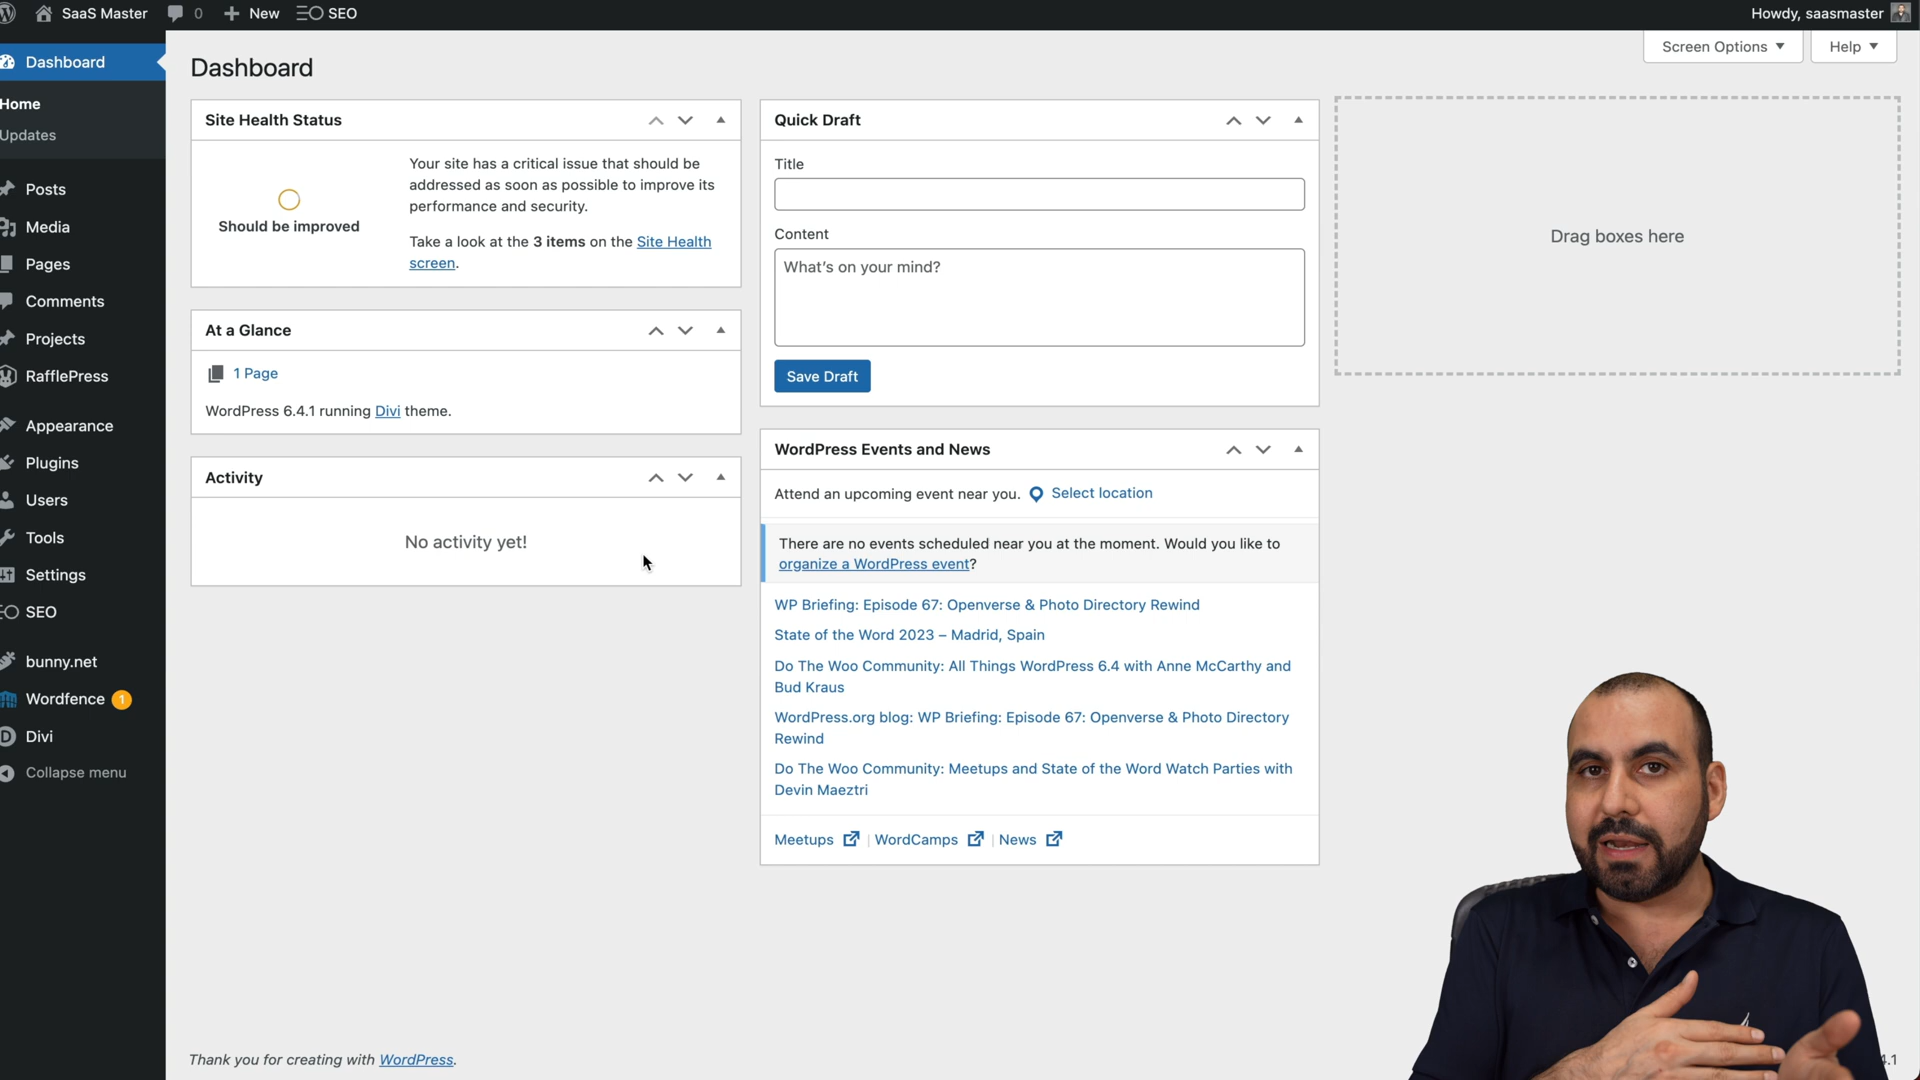 SaaS Master 0 New SEO Howdy, saasmaster
Screen Options Help
Dashboard
Home
Updates
Posts
Media
Pages
Comments
Projects
RafflePress
Appearance
Plugins
Users
Tools
Settings
SEO
bunny.net
Wordfence 1
Divi
Collapse menu
Dashboard
Site Health Status
Should be improved
Your site has a critical issue that should be
addressed as soon as possible to improve its
performance and security.
Take a look at the 3 items on the Site Health
screen.
At a Glance
1 Page
WordPress 6.4.1 running Divi theme.
Activity
No activity yet!
Quick Draft
Title
Content
What's on your mind?
Save Draft
WordPress Events and News
Attend an upcoming event near you. Select location
There are no events scheduled near you at the moment. Would you like to
organize a WordPress event?
WP Briefing: Episode 67: Openverse & Photo Directory Rewind
State of the Word 2023 – Madrid, Spain
Do The Woo Community: All Things WordPress 6.4 with Anne McCarthy and
Bud Kraus
WordPress.org blog: WP Briefing: Episode 67: Openverse & Photo Directory
Rewind
Do The Woo Community: Meetups and State of the Word Watch Parties with
Devin Maeztri
Meetups | WordCamps | News
Drag boxes here
Thank you for creating with WordPress.